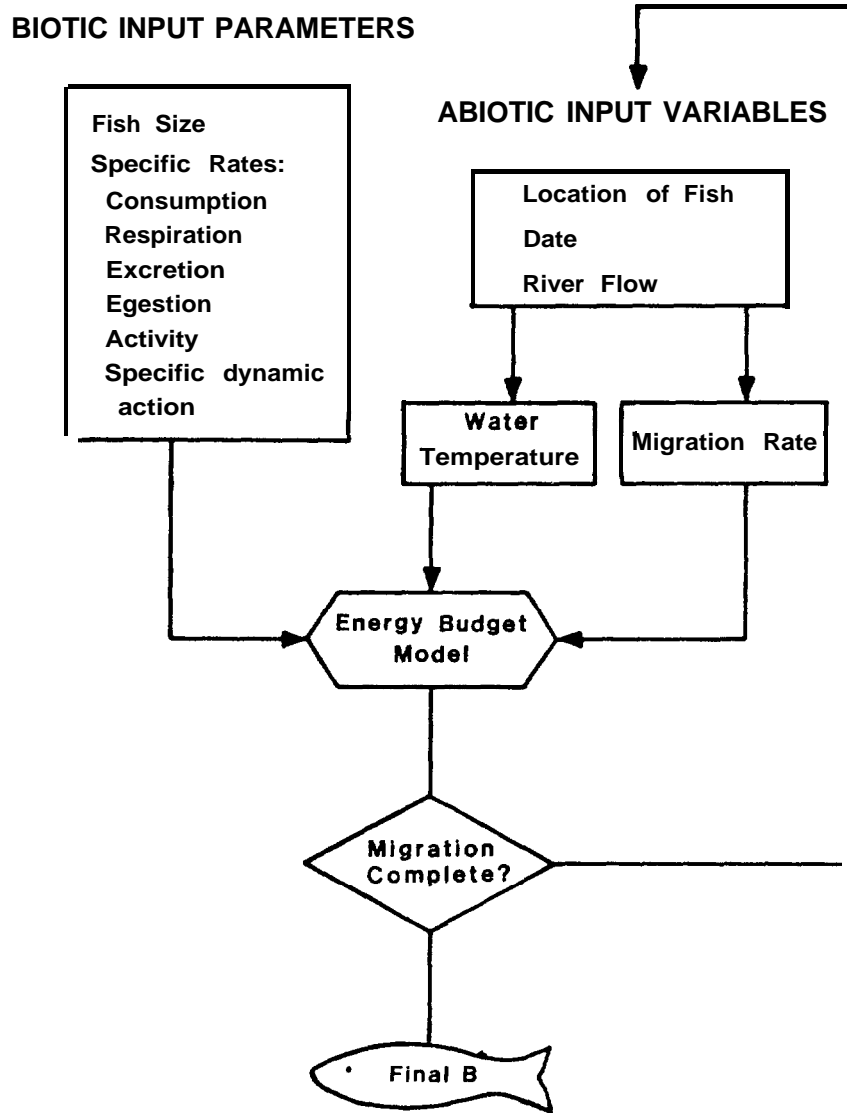 BIOTIC INPUT PARAMETERS
Fish Size
Specific Rates:
Consumption
Respiration
Excretion
Egestion
Activity
Specific dynamic
action
ABIOTIC INPUT VARIABLES
Location of Fish
Date
River Flow
Water
Temperature
Migration Rate
Energy Budget
Model
Migration
Complete?
Final B